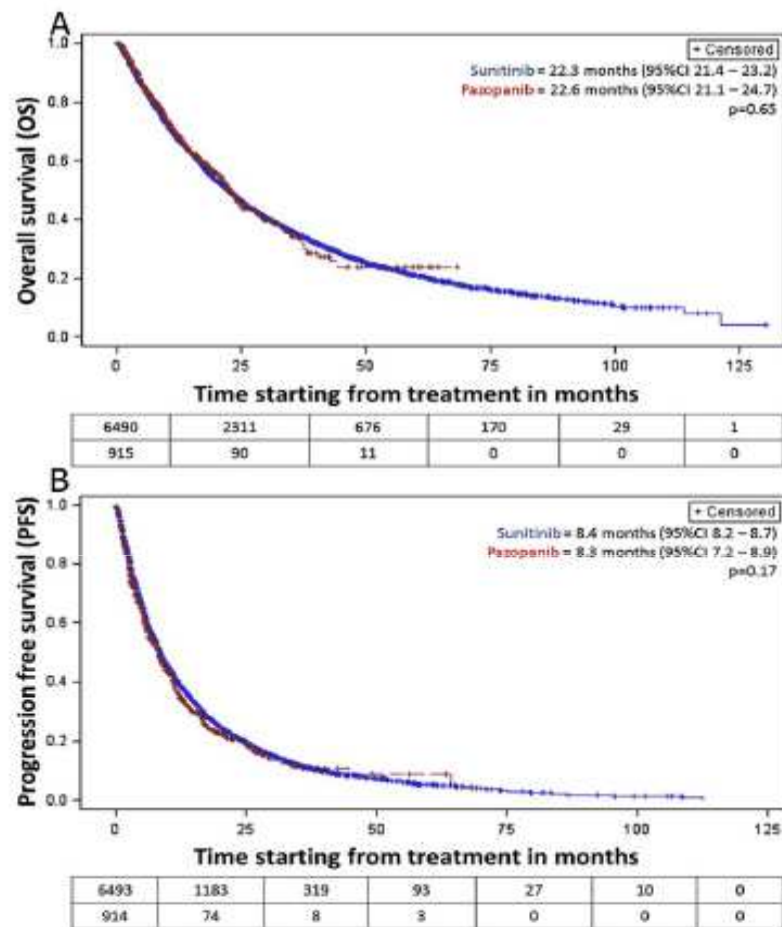 A
Overall survival (OS)
1.0
0.8
0.6
0.4
0.2
0.0
+ Censored
Sunitinib = 22.3 months (95%CI 21.4 – 23.2)
Pazopanib = 22.6 months (95%CI 21.1 – 24.7)
p=0.65
0 25 50 75 100 125
Time starting from treatment in months
6490 2311 676 170 29 1
915 90 11 0 0 0
B
Progression free survival (PFS)
1.0
0.8
0.6
0.4
0.2
0.0
+ Censored
Sunitinib = 8.4 months (95%CI 8.2 – 8.7)
Pazopanib = 8.3 months (95%CI 7.2 – 8.9)
p=0.17
0 25 50 75 100 125
Time starting from treatment in months
6493 1183 319 93 27 10 0
914 74 8 3 0 0 0